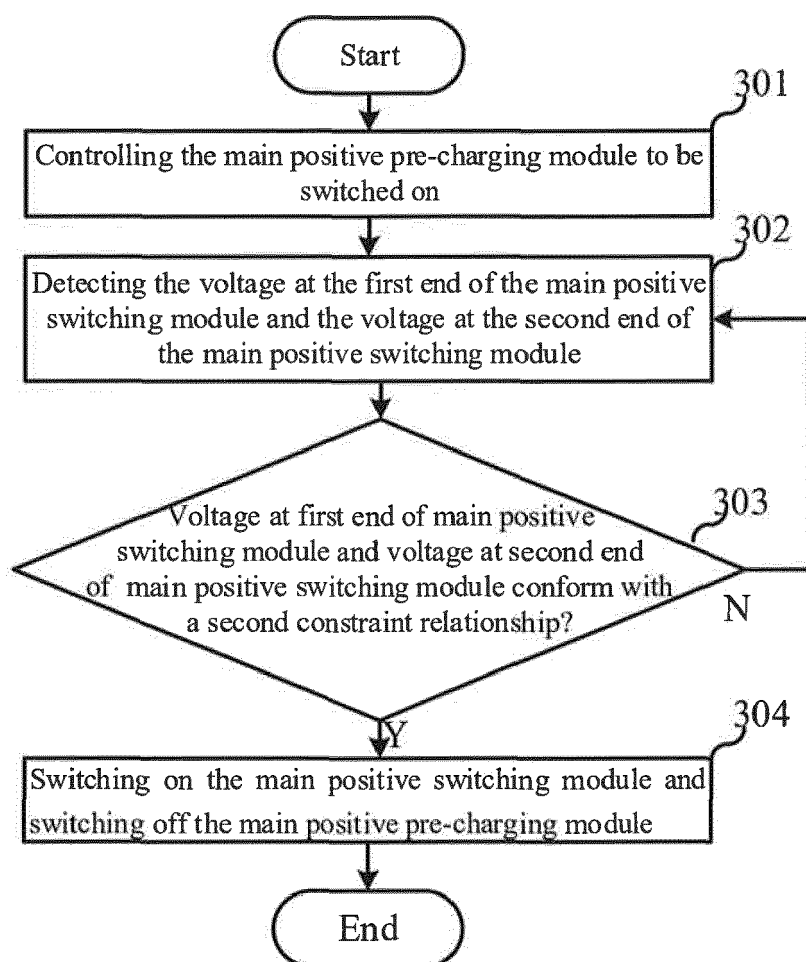 Start
301
Controlling the main positive pre-charging module to be
switched on
302
Detecting the voltage at the first end of the main positive
switching module and the voltage at the second end of
the main positive switching module
303
Voltage at first end of main positive
switching module and voltage at second end
of main positive switching module conform with
a second constraint relationship?
N
Y
304
Switching on the main positive switching module and
switching off the main positive pre-charging module
End